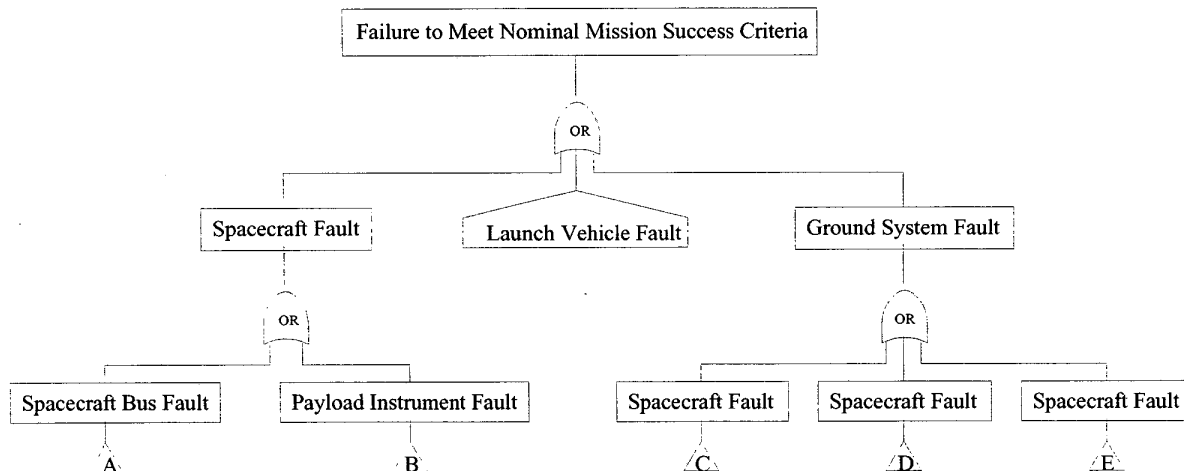 Failure to Meet Nominal Mission Success Criteria
OR
Spacecraft Fault
Launch Vehicle Fault
Ground System Fault
OR
OR
Spacecraft Bus Fault
Payload Instrument Fault
Spacecraft Fault
Spacecraft Fault
Spacecraft Fault
A
B
C
D
E